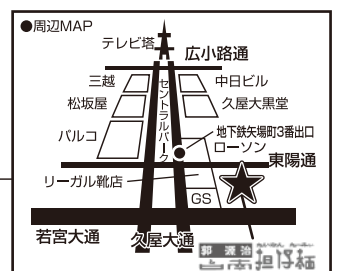 ●周辺MAP
テレビ塔
広小路通
三越
中日ビル
松坂屋
セントラルパーク
久屋大黒堂
パルコ
地下鉄矢場町3番出口
ローソン
東陽通
リーガル靴店
GS
若宮大通
久屋大通
郭 源治